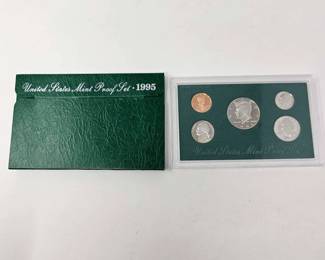 United States Mint Proof Set · 1995
United States Mint Proof Set